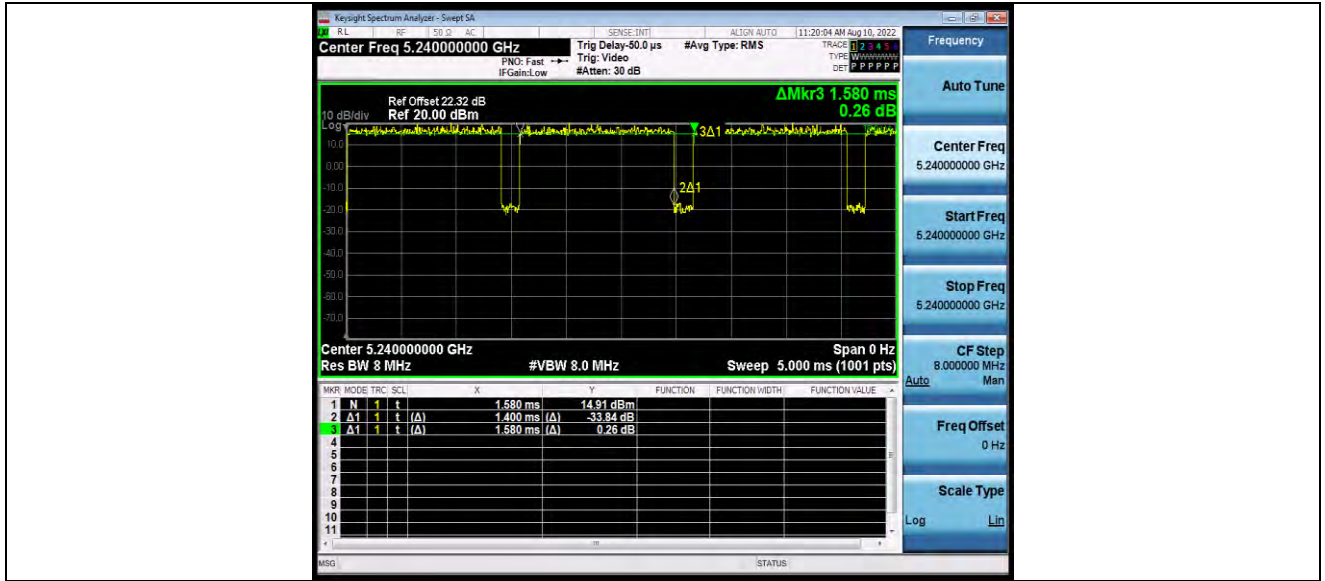 Keysight Spectrum Analyzer - Swept SA
RL RF 50 Ω AC SENSE:INT ALIGN AUTO 11:20:04 AM Aug 10, 2022
Center Freq 5.240000000 GHz Trig Delay-50.0 µs #Avg Type: RMS TRACE 1 2 3 4 5 6
PNO: Fast Trig: Video TYPE
IFGain:Low #Atten: 30 dB DET P P P P P P
ΔMkr3 1.580 ms
0.26 dB
Ref Offset 22.32 dB
10 dB/div Ref 20.00 dBm
Log
10.0
0.00
-10.0
-20.0
-30.0
-40.0
-50.0
-60.0
-70.0
3Δ1
2Δ1
Center 5.240000000 GHz Span 0 Hz
Res BW 8 MHz #VBW 8.0 MHz Sweep 5.000 ms (1001 pts)
MKR MODE TRC SCL X Y FUNCTION FUNCTION WIDTH FUNCTION VALUE
1 N 1 t 1.580 ms 14.91 dBm
2 Δ1 1 t (Δ) 1.400 ms (Δ) -33.84 dB
3 Δ1 1 t (Δ) 1.580 ms (Δ) 0.26 dB
4
5
6
7
8
9
10
11
MSG STATUS
Frequency
Auto Tune
Center Freq
5.240000000 GHz
Start Freq
5.240000000 GHz
Stop Freq
5.240000000 GHz
CF Step
8.000000 MHz
Auto Man
Freq Offset
0 Hz
Scale Type
Log Lin